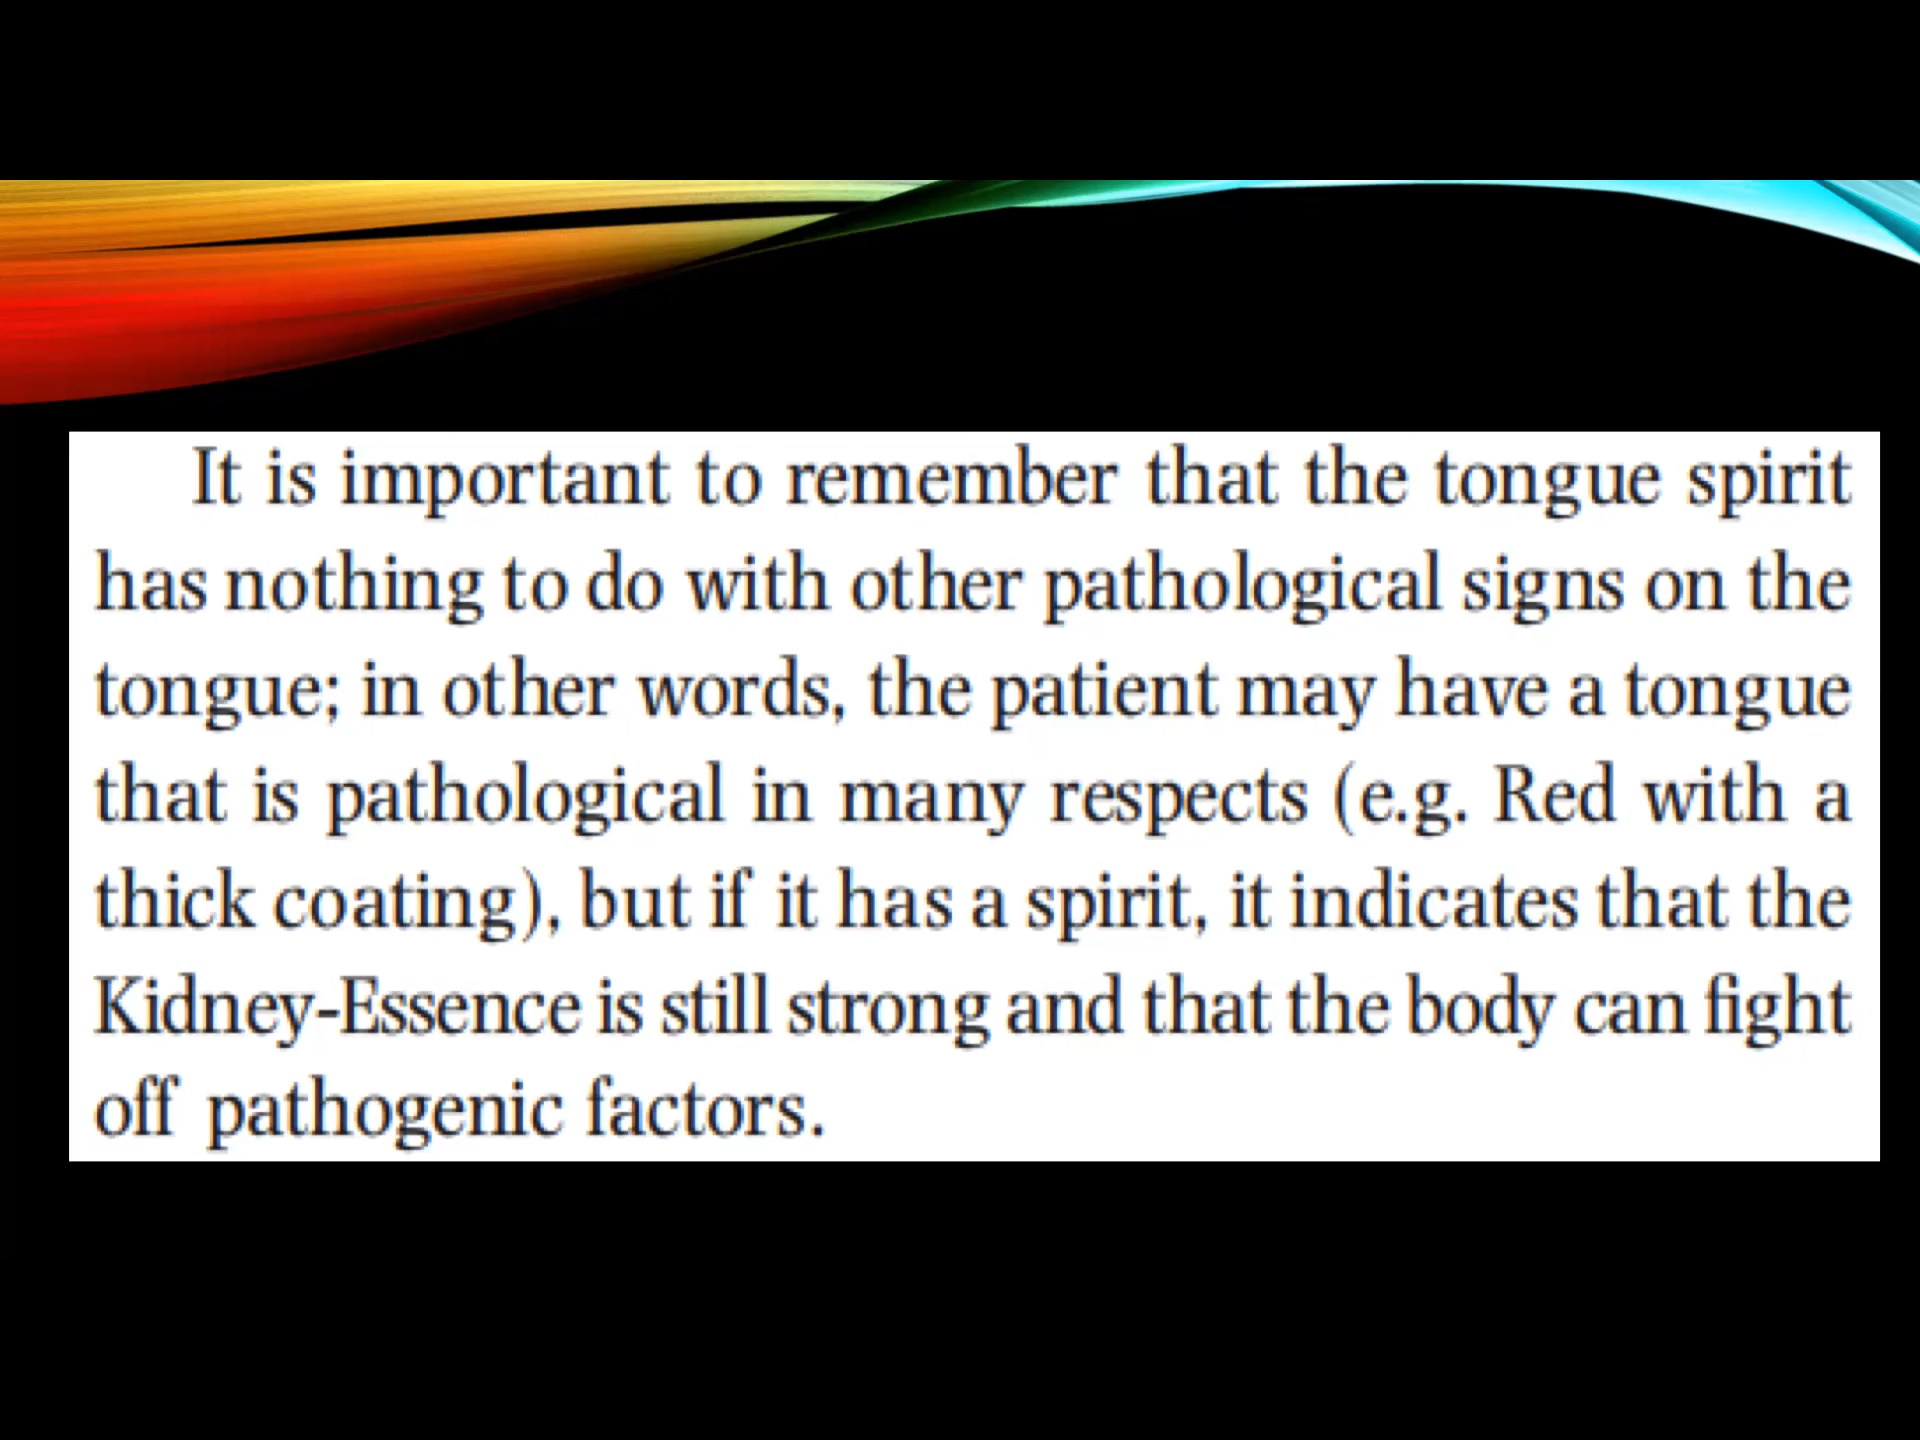 It is important to remember that the tongue spirit
has nothing to do with other pathological signs on the
tongue; in other words, the patient may have a tongue
that is pathological in many respects (e.g. Red with a
thick coating), but if it has a spirit, it indicates that the
Kidney-Essence is still strong and that the body can fight
off pathogenic factors.